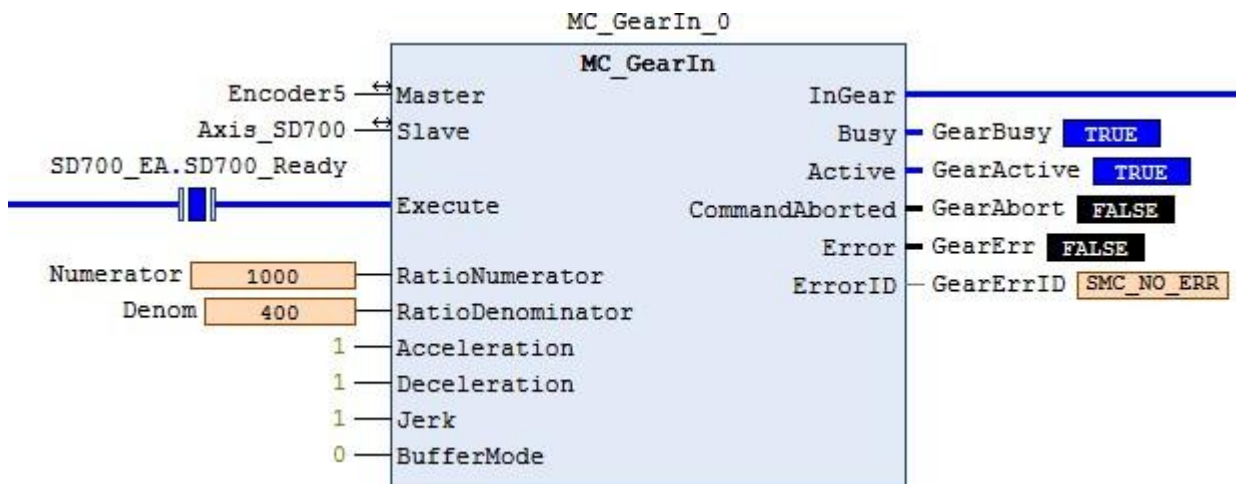 MC_GearIn_0
MC_GearIn
Encoder5 Master InGear
Axis_SD700 Slave Busy GearBusy TRUE
SD700_EA.SD700_Ready Active GearActive TRUE
Execute CommandAborted GearAbort FALSE
Error GearErr FALSE
Numerator 1000 RatioNumerator ErrorID GearErrID SMC_NO_ERR
Denom 400 RatioDenominator
1 Acceleration
1 Deceleration
1 Jerk
0 BufferMode